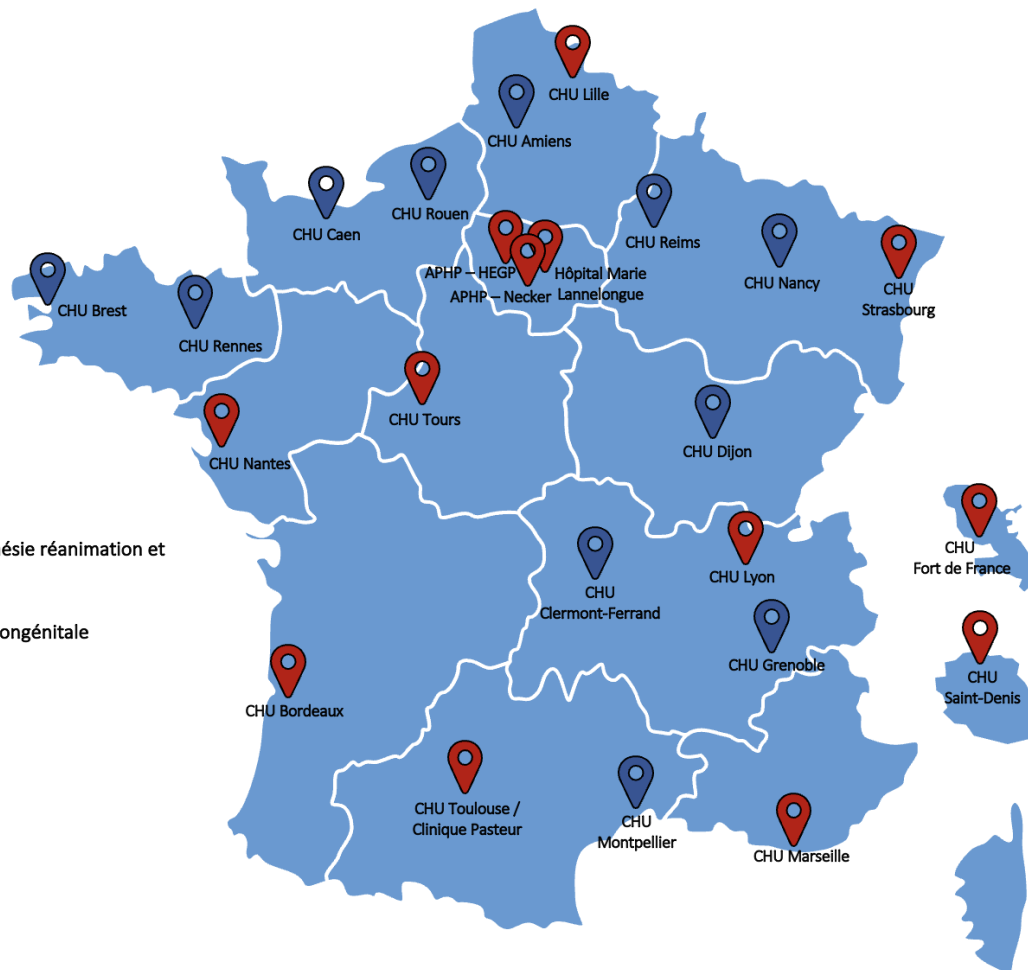 CHU Lille
CHU Amiens
CHU Rouen
CHU Caen
CHU Reims
APHP – HEGP
Hôpital Marie
Lannelongue
APHP – Necker
CHU Nancy
CHU
Strasbourg
CHU Brest
CHU Rennes
CHU Tours
CHU Nantes
CHU Dijon
ésie réanimation et
CHU
Fort de France
CHU Lyon
CHU
Clermont-Ferrand
ongénitale
CHU Grenoble
CHU
Saint-Denis
CHU Bordeaux
CHU Toulouse /
Clinique Pasteur
CHU
Montpellier
CHU Marseille